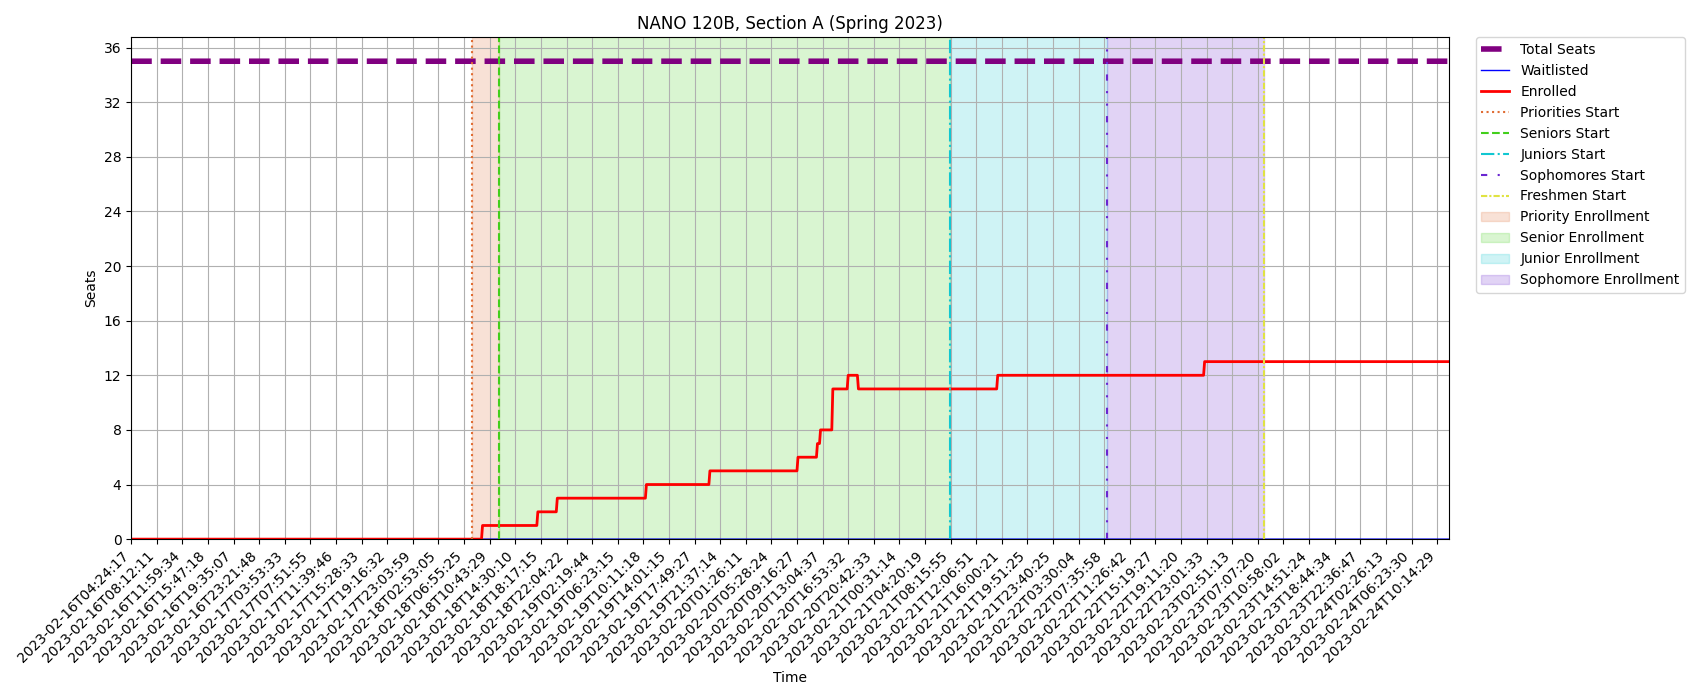 NANO 120B, Section A (Spring 2023)
Seats
36
32
28
24
20
16
12
8
4
0
2023-02-16T04:24:17
2023-02-16T08:12:11
2023-02-16T11:59:34
2023-02-16T15:47:18
2023-02-16T19:35:07
2023-02-16T23:21:48
2023-02-17T03:53:33
2023-02-17T07:51:55
2023-02-17T11:39:46
2023-02-17T15:28:33
2023-02-17T19:16:32
2023-02-17T23:03:59
2023-02-18T02:53:05
2023-02-18T06:55:25
2023-02-18T10:43:29
2023-02-18T14:30:10
2023-02-18T18:17:15
2023-02-18T22:04:22
2023-02-19T02:19:44
2023-02-19T06:23:15
2023-02-19T10:11:18
2023-02-19T14:01:15
2023-02-19T17:49:27
2023-02-19T21:37:14
2023-02-20T01:26:11
2023-02-20T05:28:24
2023-02-20T09:16:27
2023-02-20T13:04:37
2023-02-20T16:53:32
2023-02-20T20:42:33
2023-02-21T00:31:14
2023-02-21T04:20:19
2023-02-21T08:15:55
2023-02-21T12:06:51
2023-02-21T16:00:21
2023-02-21T19:51:25
2023-02-21T23:40:25
2023-02-22T03:30:04
2023-02-22T07:35:58
2023-02-22T11:26:42
2023-02-22T15:19:27
2023-02-22T19:11:20
2023-02-22T23:01:33
2023-02-23T02:51:13
2023-02-23T07:07:20
2023-02-23T10:58:02
2023-02-23T14:51:24
2023-02-23T18:44:34
2023-02-23T22:36:47
2023-02-24T02:26:13
2023-02-24T06:23:30
2023-02-24T10:14:29
Time
Total Seats
Waitlisted
Enrolled
Priorities Start
Seniors Start
Juniors Start
Sophomores Start
Freshmen Start
Priority Enrollment
Senior Enrollment
Junior Enrollment
Sophomore Enrollment